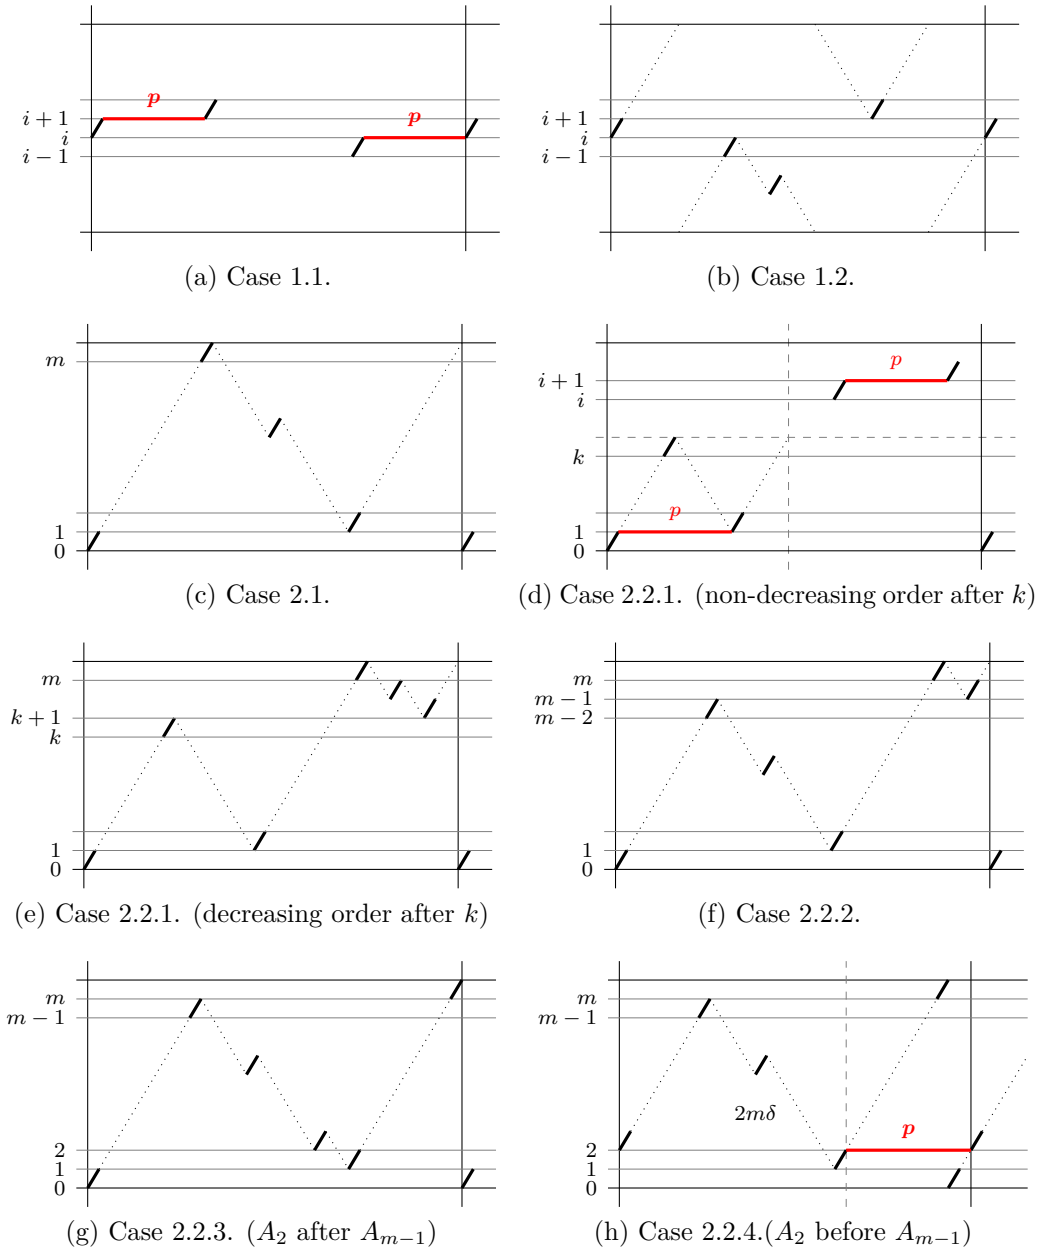 p
p
i + 1
i
i − 1
(a) Case 1.1.
i + 1
i
i − 1
(b) Case 1.2.
m
1
0
(c) Case 2.1.
p
i + 1
i
k
p
1
0
(d) Case 2.2.1. (non-decreasing order after k)
m
k + 1
k
1
0
(e) Case 2.2.1. (decreasing order after k)
m
m − 1
m − 2
1
0
(f) Case 2.2.2.
m
m − 1
2
1
0
(g) Case 2.2.3. (A₂ after Aₘ₋₁)
m
m − 1
2mδ
p
2
1
0
(h) Case 2.2.4.(A₂ before Aₘ₋₁)